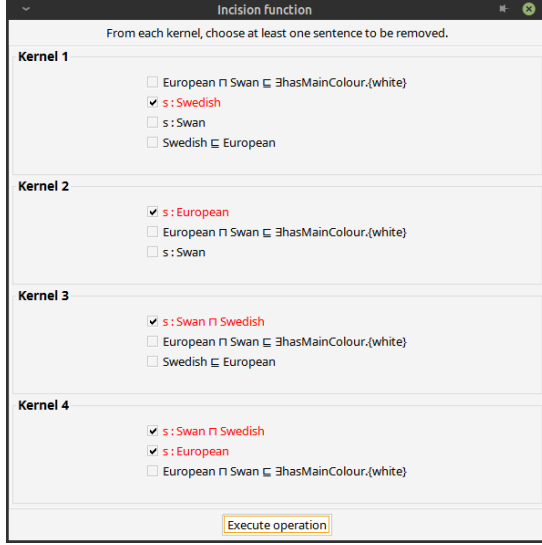 Incision function
From each kernel, choose at least one sentence to be removed.
Kernel 1
European ⊓ Swan ⊑ ∃hasMainColour.{white}
s : Swedish
s : Swan
Swedish ⊑ European
Kernel 2
s : European
European ⊓ Swan ⊑ ∃hasMainColour.{white}
s : Swan
Kernel 3
s : Swan ⊓ Swedish
European ⊓ Swan ⊑ ∃hasMainColour.{white}
Swedish ⊑ European
Kernel 4
s : Swan ⊓ Swedish
s : European
European ⊓ Swan ⊑ ∃hasMainColour.{white}
Execute operation